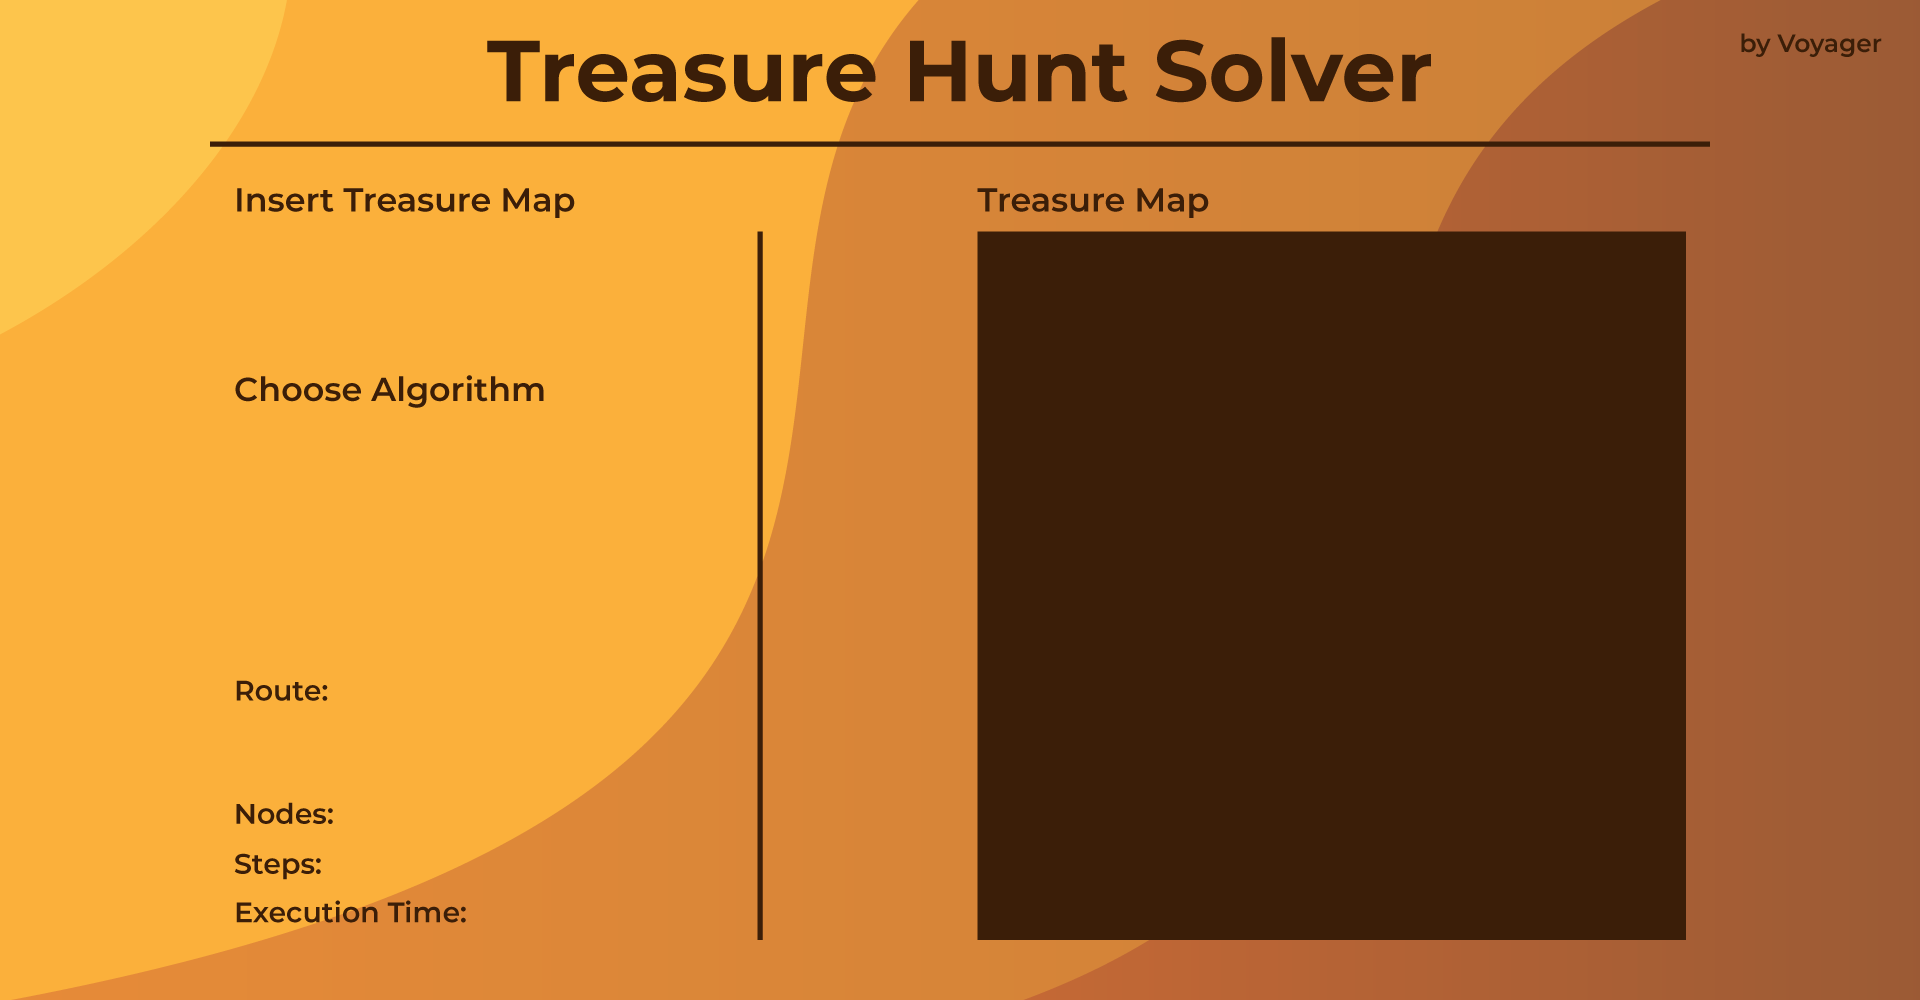 Treasure Hunt Solver
by Voyager
Insert Treasure Map
Treasure Map
Choose Algorithm
Route:
Nodes:
Steps:
Execution Time: